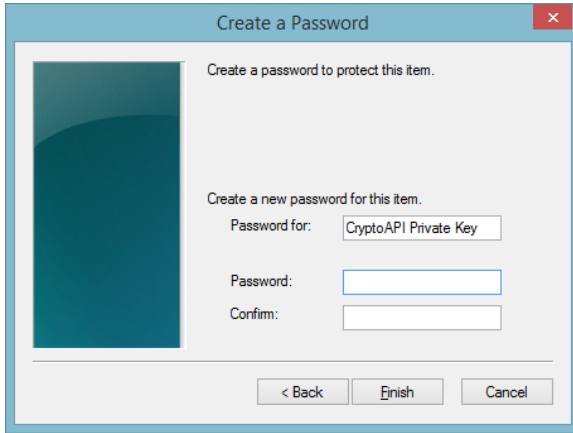 Create a Password
Create a password to protect this item.
Create a new password for this item.
Password for: CryptoAPI Private Key
Password:
Confirm:
< Back Finish Cancel